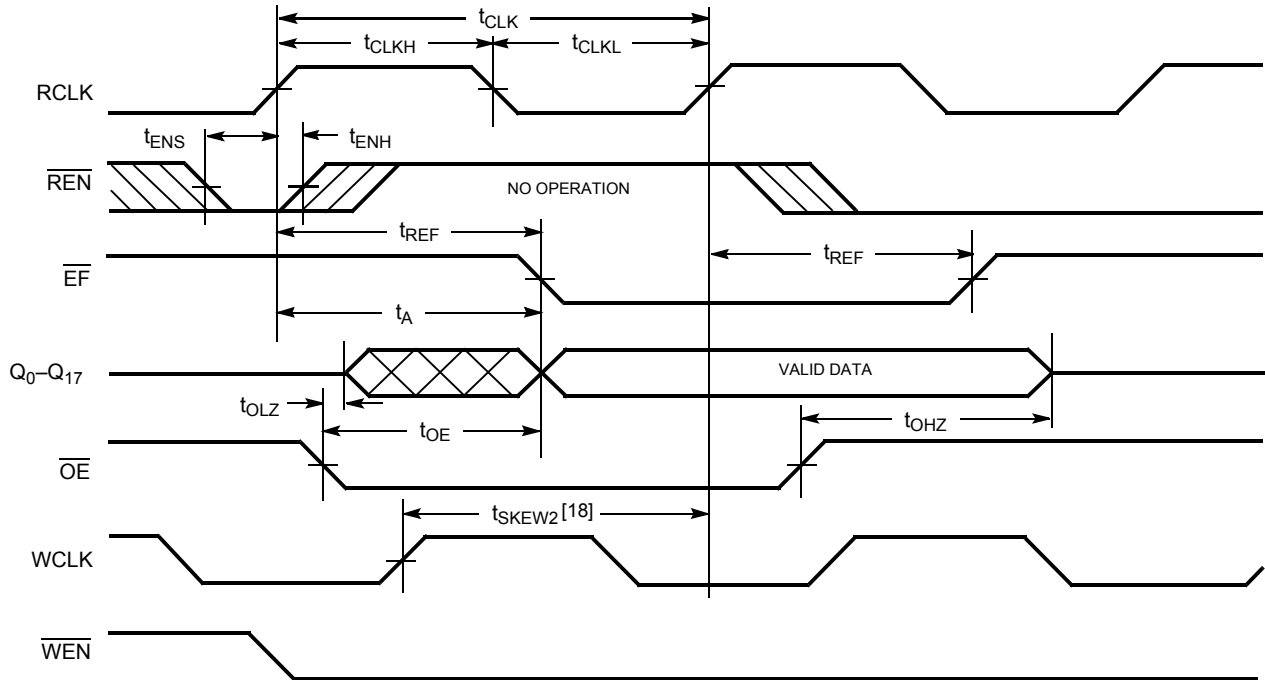 tCLK
tCLKH
tCLKL
RCLK
tENS
tENH
REN
NO OPERATION
tREF
tREF
EF
tA
Q0–Q17
VALID DATA
tOLZ
tOE
tOHZ
OE
tSKEW2 [18]
WCLK
WEN